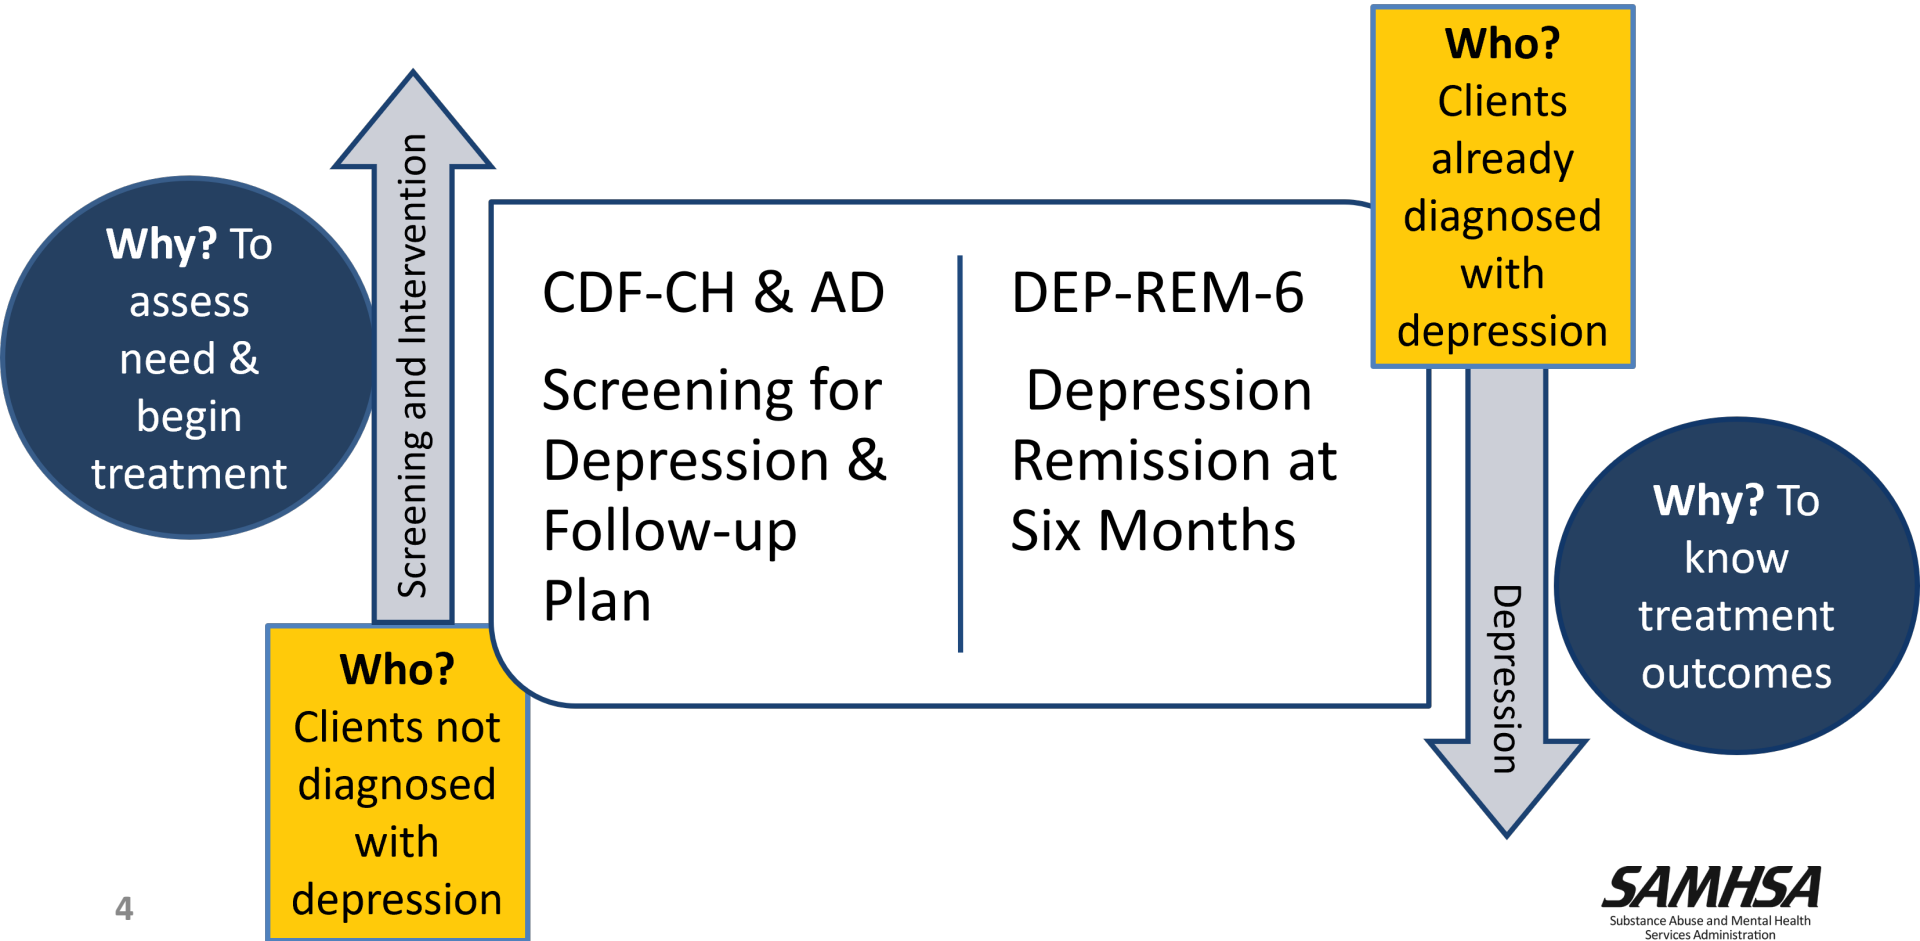 Why? To
assess
need &
begin
treatment
Screening and Intervention
Who?
Clients not
diagnosed
with
depression
CDF-CH & AD
Screening for
Depression &
Follow-up
Plan
DEP-REM-6
Depression
Remission at
Six Months
Who?
Clients
already
diagnosed
with
depression
Depression
Why? To
know
treatment
outcomes
4
SAMHSA
Substance Abuse and Mental Health
Services Administration